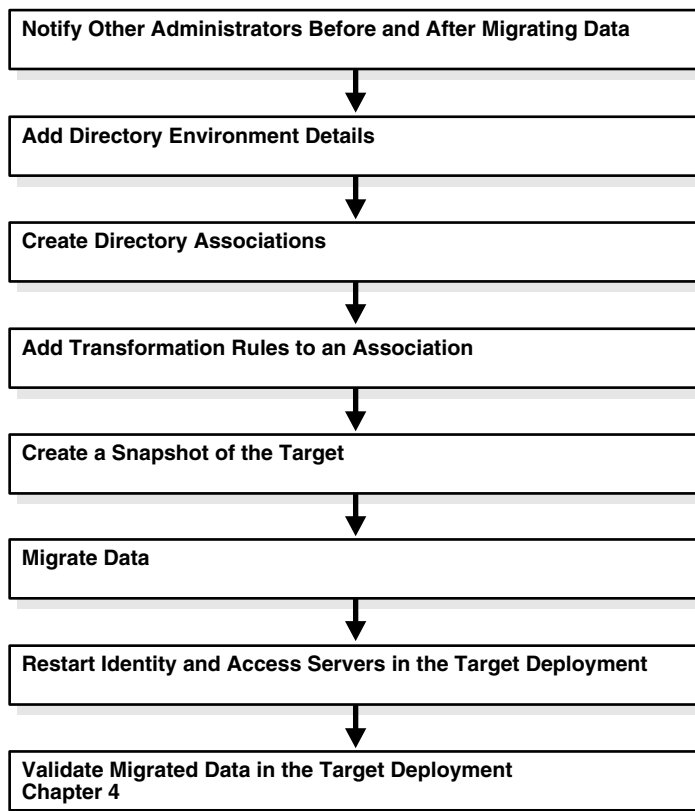 Notify Other Administrators Before and After Migrating Data
Add Directory Environment Details
Create Directory Associations
Add Transformation Rules to an Association
Create a Snapshot of the Target
Migrate Data
Restart Identity and Access Servers in the Target Deployment
Validate Migrated Data in the Target Deployment
Chapter 4